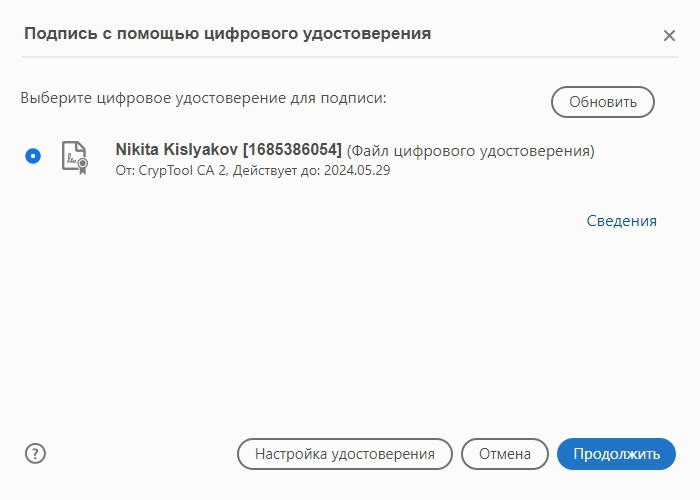 Подпись с помощью цифрового удостоверения
Выберите цифровое удостоверение для подписи:
Обновить
Nikita Kislyakov [1685386054] (Файл цифрового удостоверения)
От: CrypTool CA 2, Действует до: 2024.05.29
Сведения
? Настройка удостоверения Отмена Продолжить